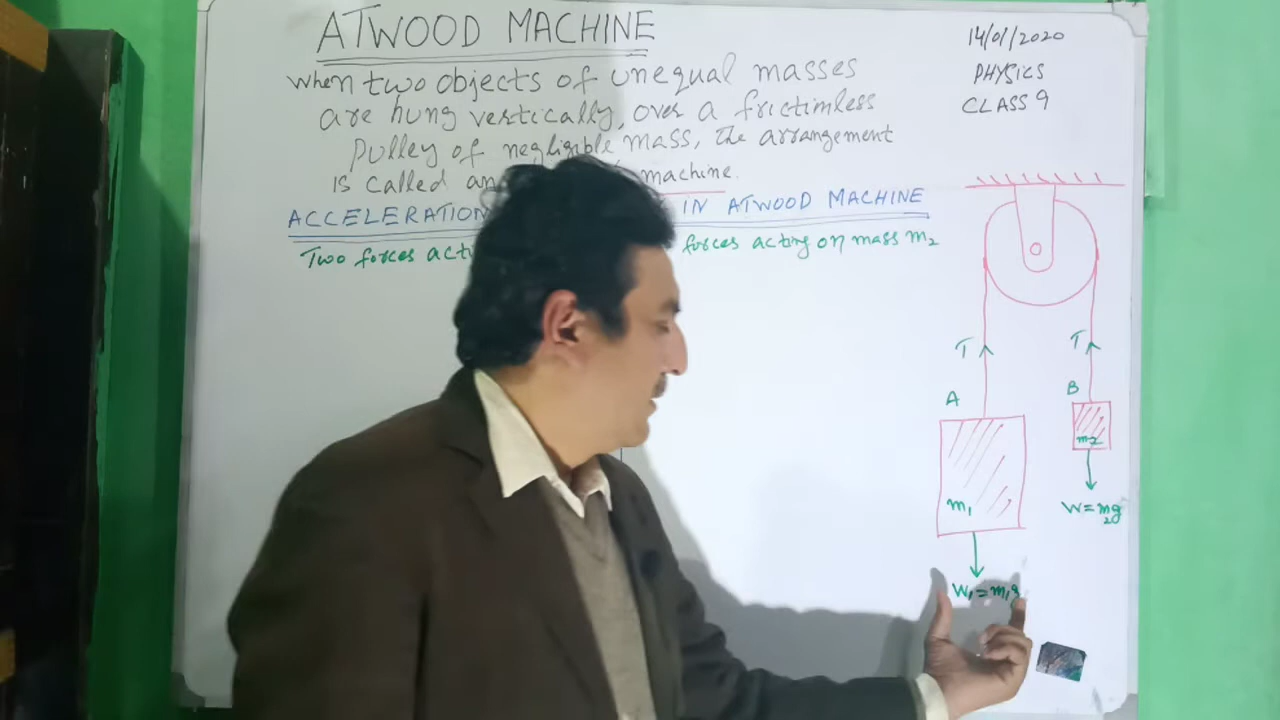 ATWOOD MACHINE
14/01/2020
PHYSICS
CLASS 9
when two objects of unequal masses
are hung vertically, over a frictimless
pulley of negligible mass, the arrangement
is called an machine.
ACCELERATION IN ATWOOD MACHINE
Two forces forces acting on mass m2
T
T
A
B
m2
m1
W=m2g
W1=m1g